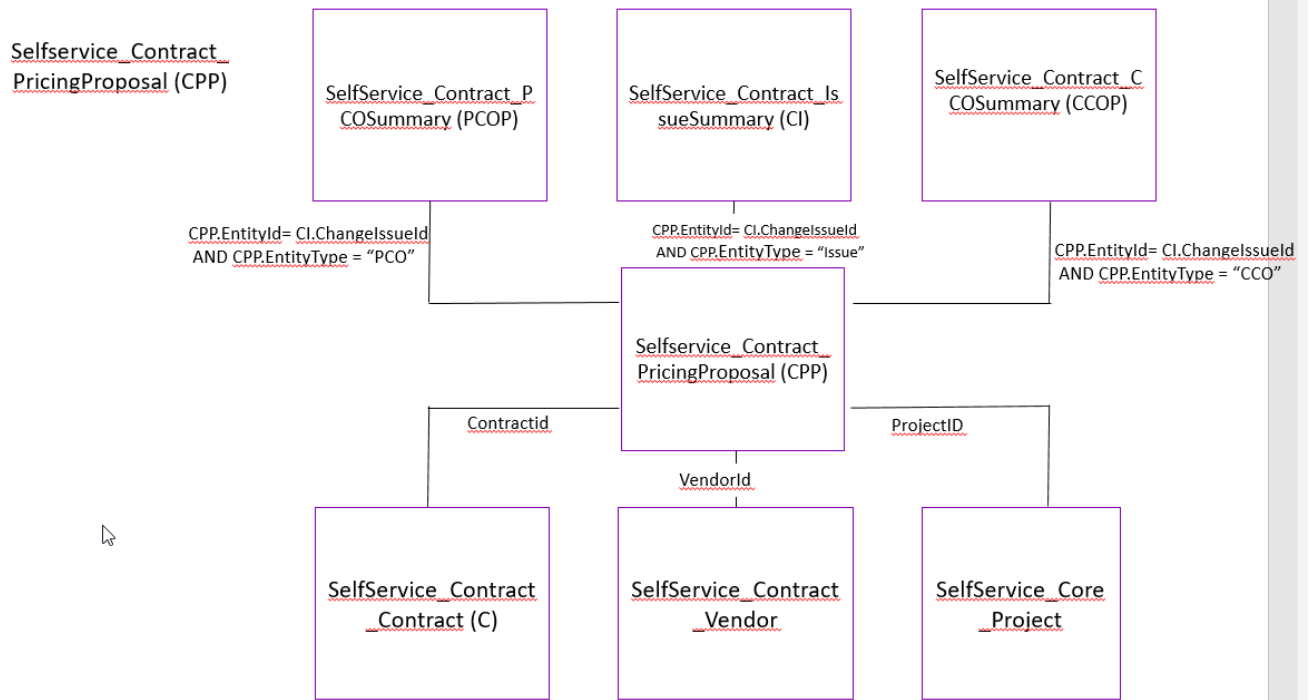 Selfservice_Contract_
PricingProposal (CPP)
SelfService_Contract_P
COSummary (PCOP)
SelfService_Contract_Is
sueSummary (CI)
SelfService_Contract_C
COSummary (CCOP)
CPP.EntityId= CI.ChangeIssueId
AND CPP.EntityType = “PCO”
CPP.EntityId= CI.ChangeIssueId
AND CPP.EntityType = “Issue”
CPP.EntityId= CI.ChangeIssueId
AND CPP.EntityType = “CCO”
Selfservice_Contract_
PricingProposal (CPP)
Contractid
ProjectID
VendorId
SelfService_Contract
_Contract (C)
SelfService_Contract
_Vendor
SelfService_Core
_Project